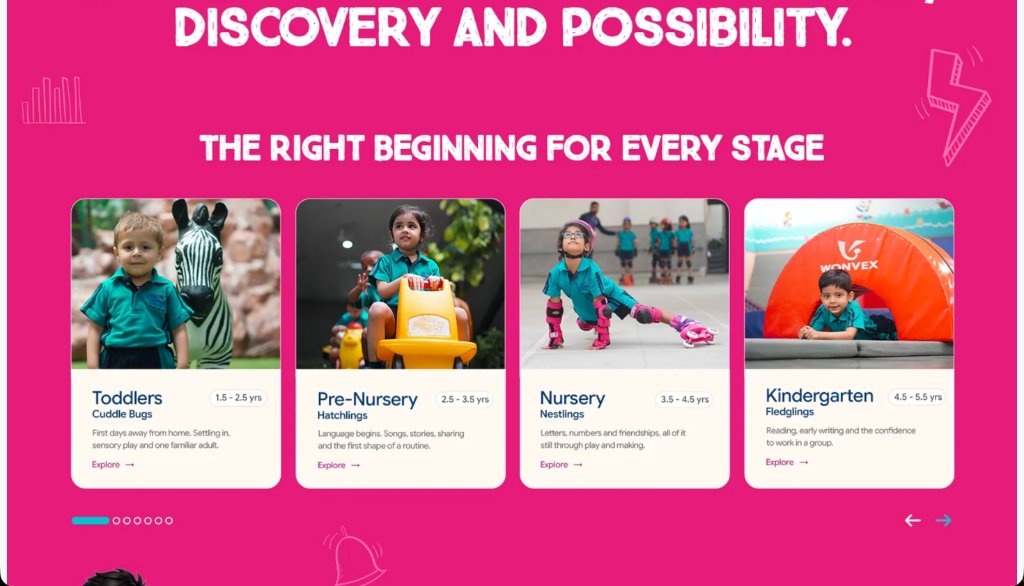 DISCOVERY AND POSSIBILITY.
THE RIGHT BEGINNING FOR EVERY STAGE
WONVEX
Toddlers
1.5 - 2.5 yrs
Cuddle Bugs
First days away from home. Settling in,
sensory play and one familiar adult.
Explore →
Pre-Nursery
2.5 - 3.5 yrs
Hatchlings
Language begins. Songs, stories, sharing
and the first shape of a routine.
Explore →
Nursery
3.5 - 4.5 yrs
Nestlings
Letters, numbers and friendships, all of it
still through play and making.
Explore →
Kindergarten
4.5 - 5.5 yrs
Fledglings
Reading, early writing and the confidence
to work in a group.
Explore →